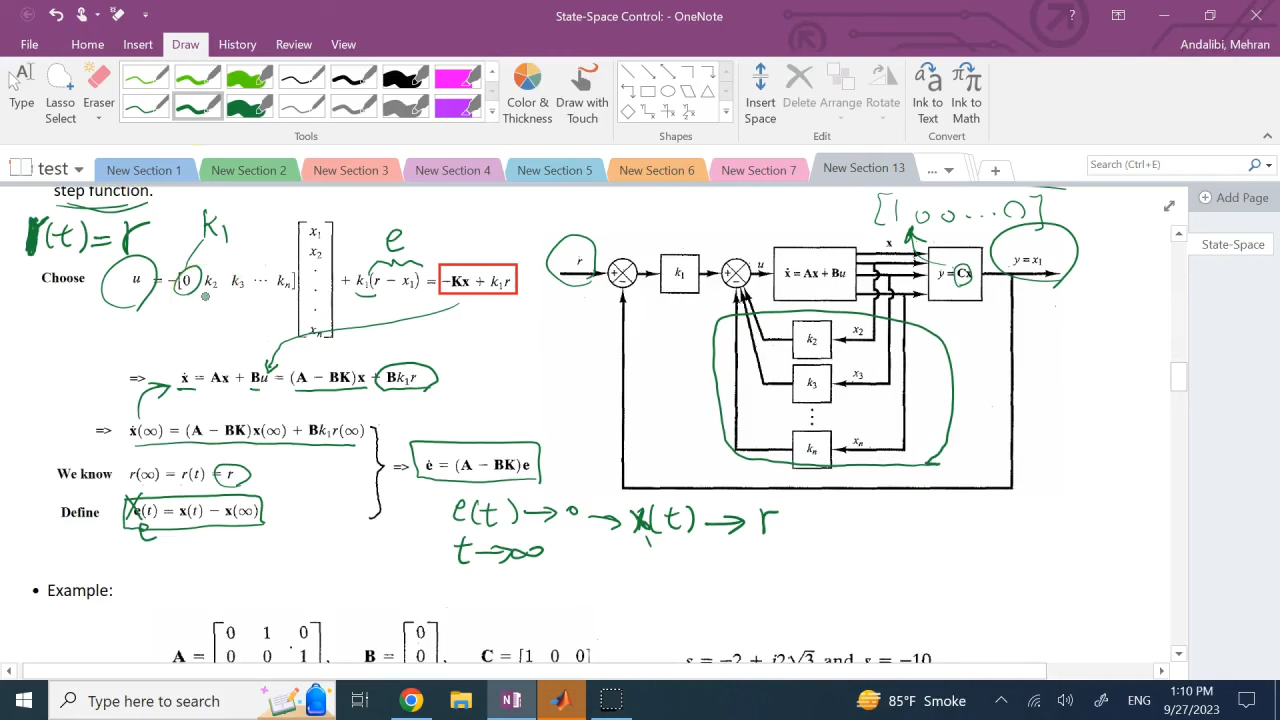 State-Space Control: - OneNote
?
File Home Insert Draw History Review View
Andalibi, Mehran
Type
Lasso Select
Eraser
Color & Thickness
Draw with Touch
Insert Space
Delete
Arrange
Rotate
Ink to Text
Ink to Math
Tools
Shapes
Edit
Convert
test
New Section 1
New Section 2
New Section 3
New Section 4
New Section 5
New Section 6
New Section 7
New Section 13
...
Search (Ctrl+E)
Add Page
State-Space
step function.
r(t) = r
k1
e
[1 0 0 ... 0]
Choose u = -[0 k2 k3 ⋯ kn] [x1 x2 . . . xn] + k1(r − x1) = −Kx + k1r
=> ẋ = Ax + Bu = (A − BK)x + Bk1r
=> ẋ(∞) = (A − BK)x(∞) + Bk1r(∞)
We know r(∞) = r(t) = r
Define e(t) = x(t) − x(∞)
e
=> ė = (A − BK)e
e(t) → 0 → x(t) → r
t → ∞
r
+
−
k1
+
−
u
ẋ = Ax + Bu
x
y = Cx
y = x1
k2
x2
k3
x3
⋮
kn
xn
• Example:
A = [0 1 0
0 0 1]
B = [0
0]
C = [1 0 0]
s = −2 + j2√3 and s = −10
Type here to search
85°F Smoke
ENG
1:10 PM
9/27/2023